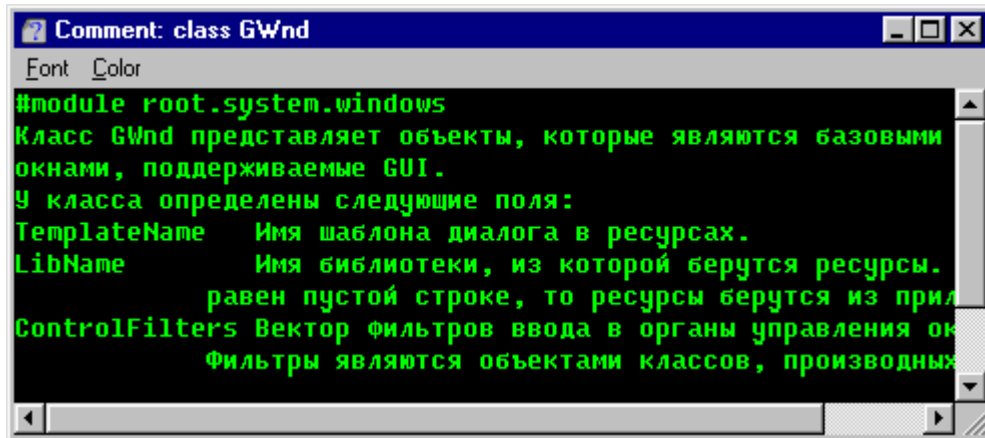 Comment: class GWnd
Font Color
#module root.system.windows
Класс GWnd представляет объекты, которые являются базовыми
окнами, поддерживаемые GUI.
У класса определены следующие поля:
TemplateName Имя шаблона диалога в ресурсах.
LibName Имя библиотеки, из которой берутся ресурсы.
равен пустой строке, то ресурсы берутся из
ControlFilters Вектор фильтров ввода в органы управления
Фильтры являются объектами классов, производных